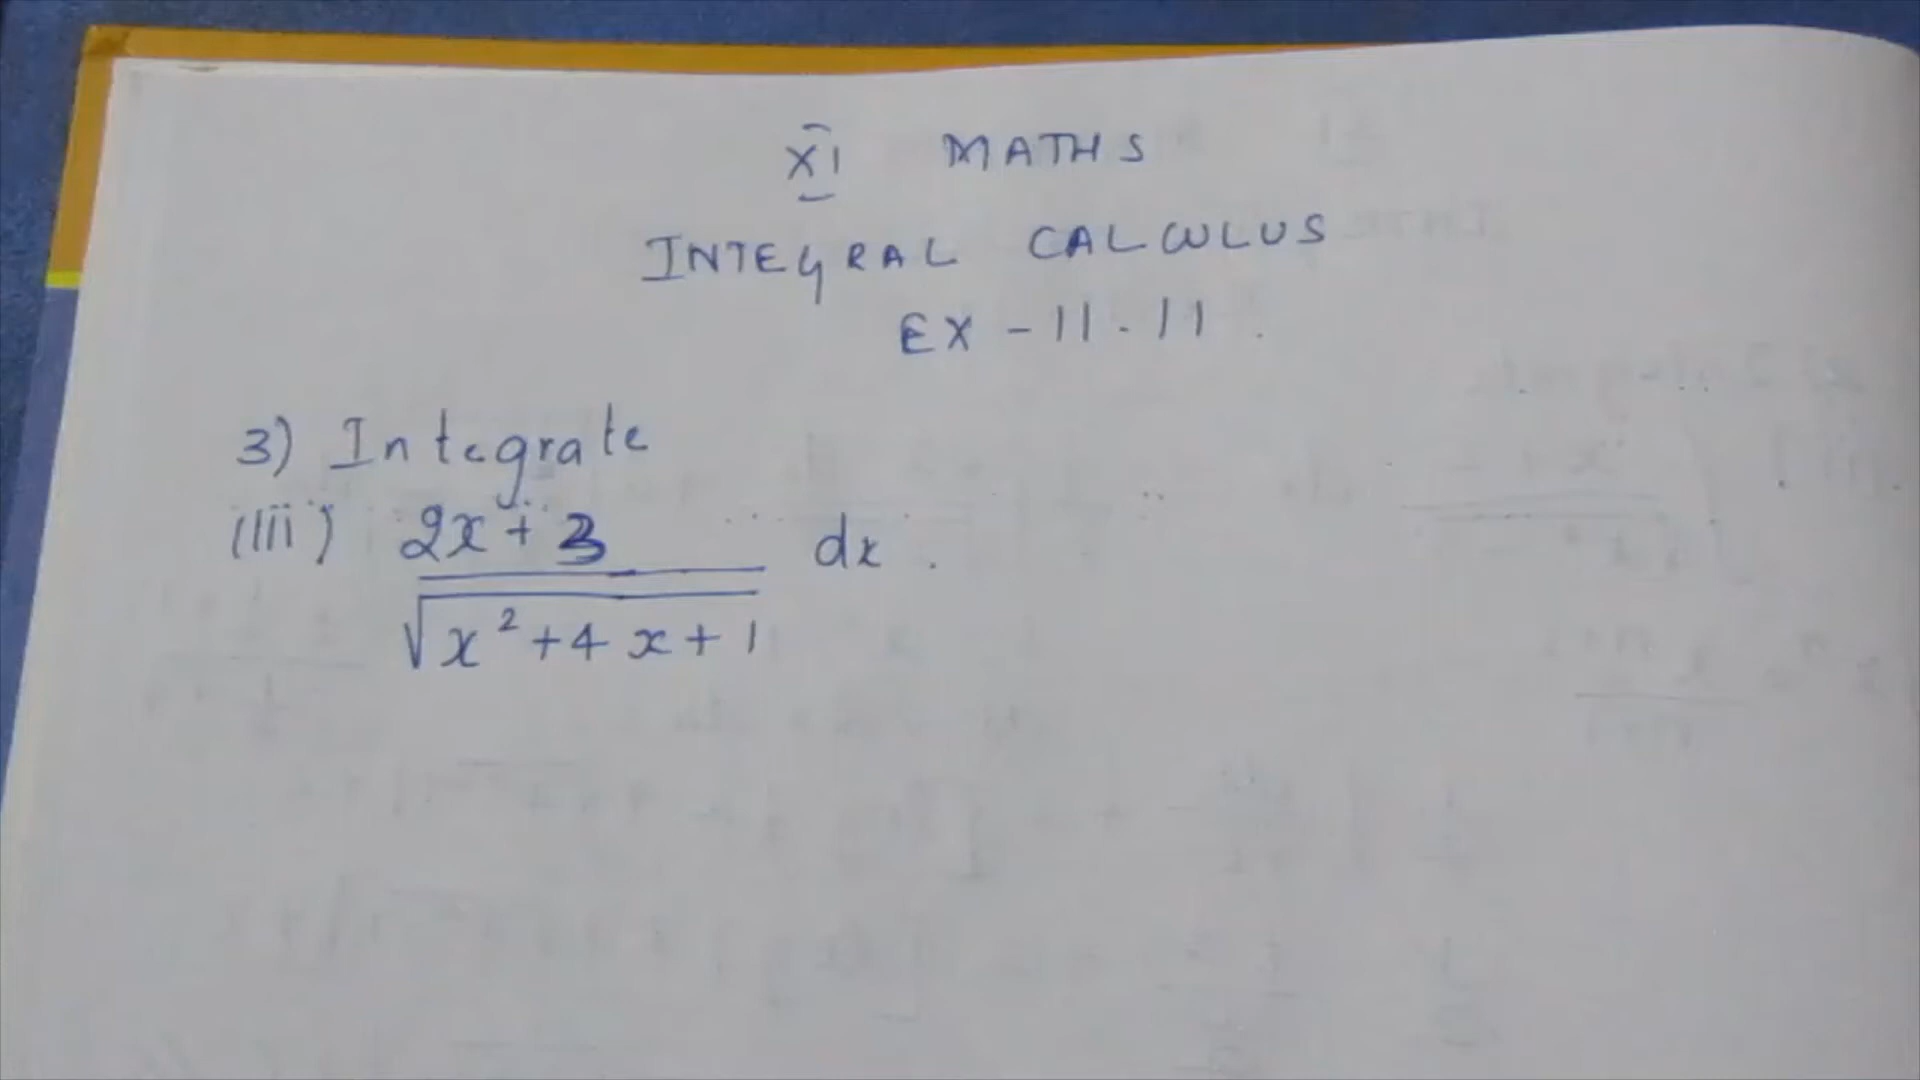 XI MATHS
INTEGRAL CALCULUS
EX - 11.11.
3) Integrate
(iii) 2x + 3 dx.
√x²+4x+1